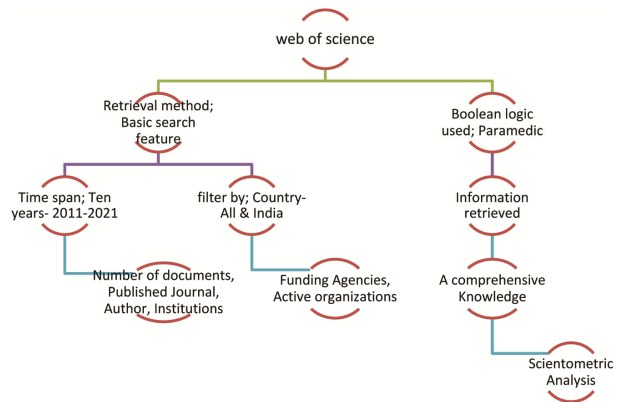 web of science
Retrieval method;
Basic search
feature
Boolean logic
used; Paramedic
Time span; Ten
years- 2011-2021
filter by; Country-
All & India
Information
retrieved
Number of documents,
Published Journal,
Author, Institutions
Funding Agencies,
Active organizations
A comprehensive
Knowledge
Scientometric
Analysis